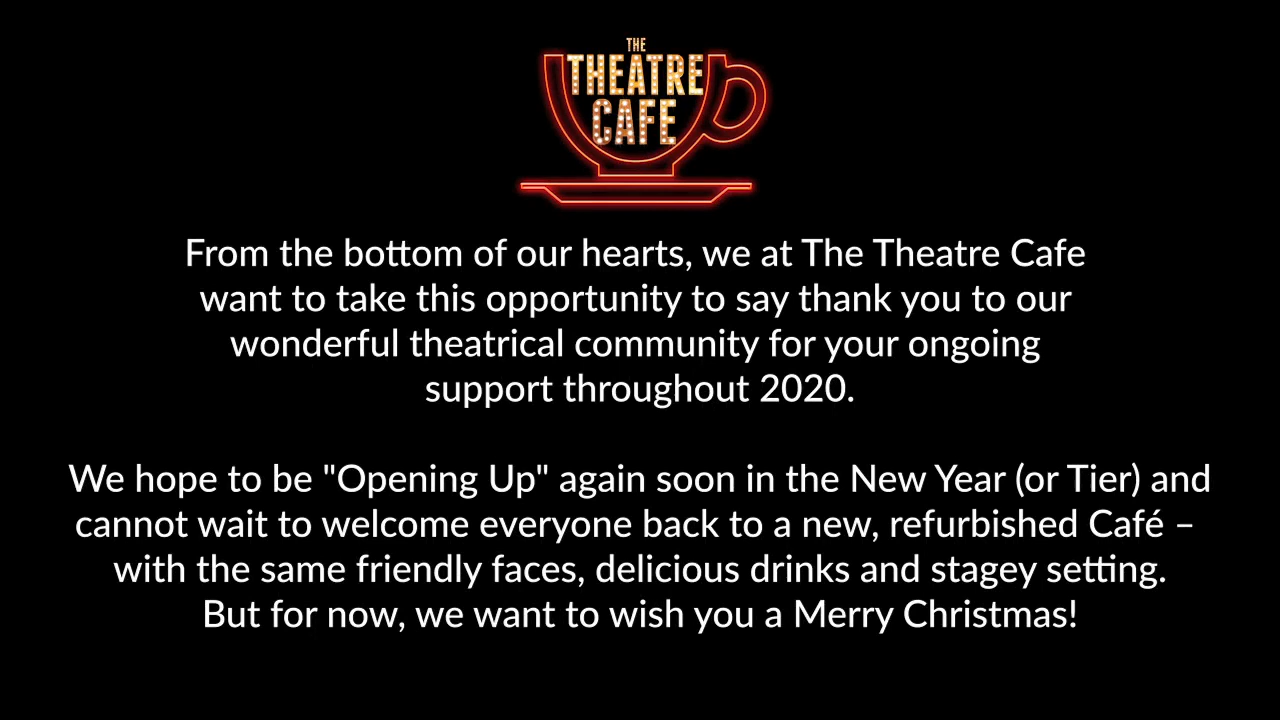 THE
THEATRE
CAFE
From the bottom of our hearts, we at The Theatre Cafe
want to take this opportunity to say thank you to our
wonderful theatrical community for your ongoing
support throughout 2020.
We hope to be "Opening Up" again soon in the New Year (or Tier) and
cannot wait to welcome everyone back to a new, refurbished Café –
with the same friendly faces, delicious drinks and stagey setting.
But for now, we want to wish you a Merry Christmas!